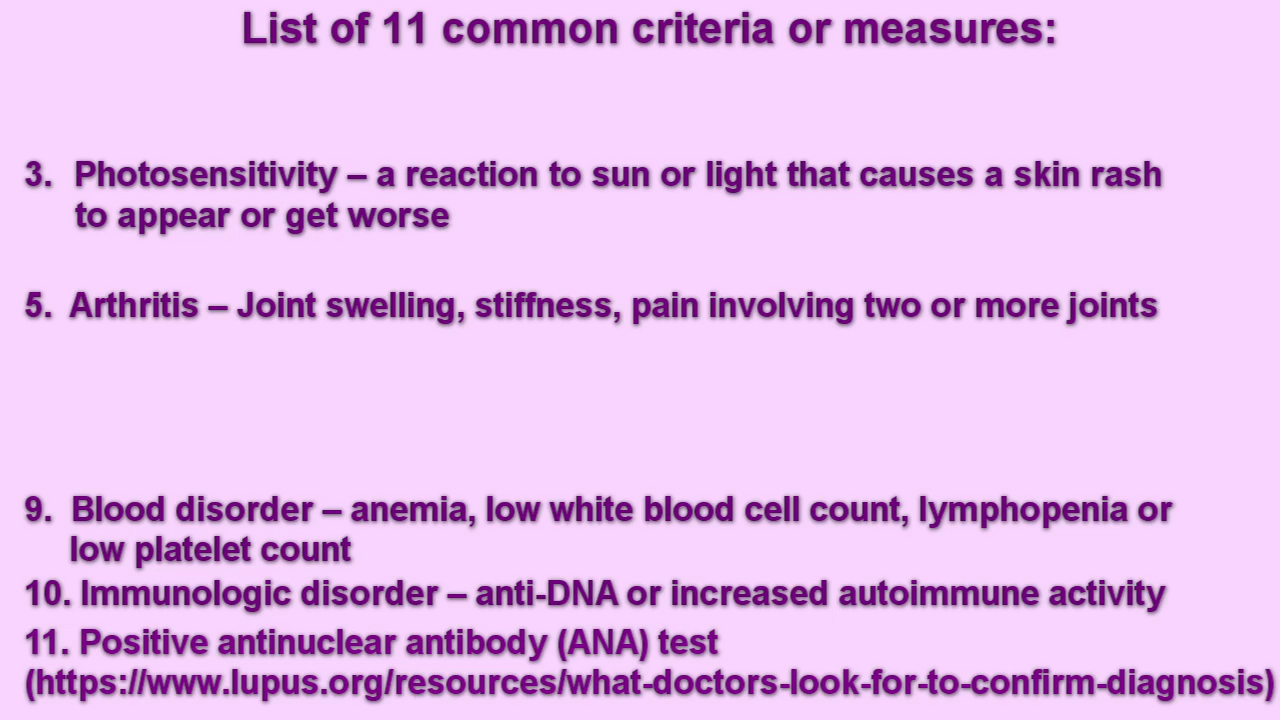 List of 11 common criteria or measures:
3. Photosensitivity – a reaction to sun or light that causes a skin rash
to appear or get worse
5. Arthritis – Joint swelling, stiffness, pain involving two or more joints
9. Blood disorder – anemia, low white blood cell count, lymphopenia or
low platelet count
10. Immunologic disorder – anti-DNA or increased autoimmune activity
11. Positive antinuclear antibody (ANA) test
(https://www.lupus.org/resources/what-doctors-look-for-to-confirm-diagnosis)